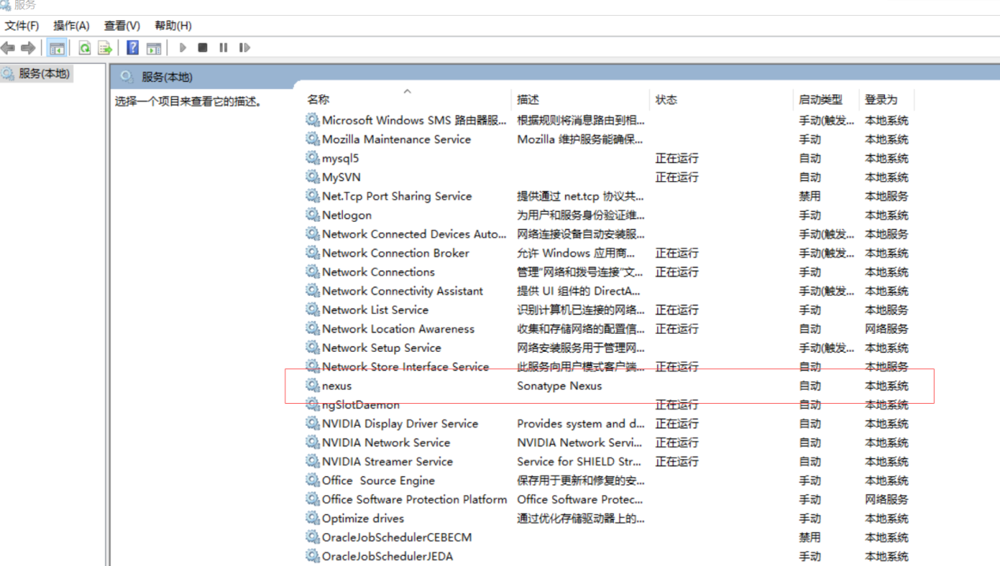 服务
文件(F) 操作(A) 查看(V) 帮助(H)
服务(本地)
服务(本地)
选择一个项目来查看它的描述。
名称 描述 状态 启动类型 登录为
Microsoft Windows SMS 路由器服... 根据规则将消息路由到相... 手动(触发... 本地系统
Mozilla Maintenance Service Mozilla 维护服务能确保... 手动 本地系统
mysql5 正在运行 自动 本地系统
MySVN 正在运行 自动 本地系统
Net.Tcp Port Sharing Service 提供通过 net.tcp 协议共... 禁用 本地服务
Netlogon 为用户和服务身份验证维... 手动 本地系统
Network Connected Devices Auto... 网络连接设备自动安装服... 手动(触发... 本地服务
Network Connection Broker 允许 Windows 应用商... 正在运行 手动(触发... 本地系统
Network Connections 管理“网络和拨号连接”文... 正在运行 手动 本地系统
Network Connectivity Assistant 提供 UI 组件的 DirectA... 手动(触发... 本地系统
Network List Service 识别计算机已连接的网络... 正在运行 手动 本地服务
Network Location Awareness 收集和存储网络的配置信... 正在运行 自动 网络服务
Network Setup Service 网络安装服务用于管理网... 手动(触发... 本地系统
Network Store Interface Service 此服务向用户模式客户端... 正在运行 自动 本地服务
nexus Sonatype Nexus 自动 本地系统
ngSlotDaemon 正在运行 自动 本地系统
NVIDIA Display Driver Service Provides system and d... 正在运行 自动 本地系统
NVIDIA Network Service NVIDIA Network Servi... 正在运行 自动 本地系统
NVIDIA Streamer Service Service for SHIELD Str... 正在运行 自动 本地系统
Office  Source Engine 保存用于更新和修复的安... 手动 本地系统
Office Software Protection Platform Office Software Protec... 手动 网络服务
Optimize drives 通过优化存储驱动器上的... 手动 本地系统
OracleJobSchedulerCEBECM 禁用 本地系统
OracleJobSchedulerJEDA 手动 本地系统